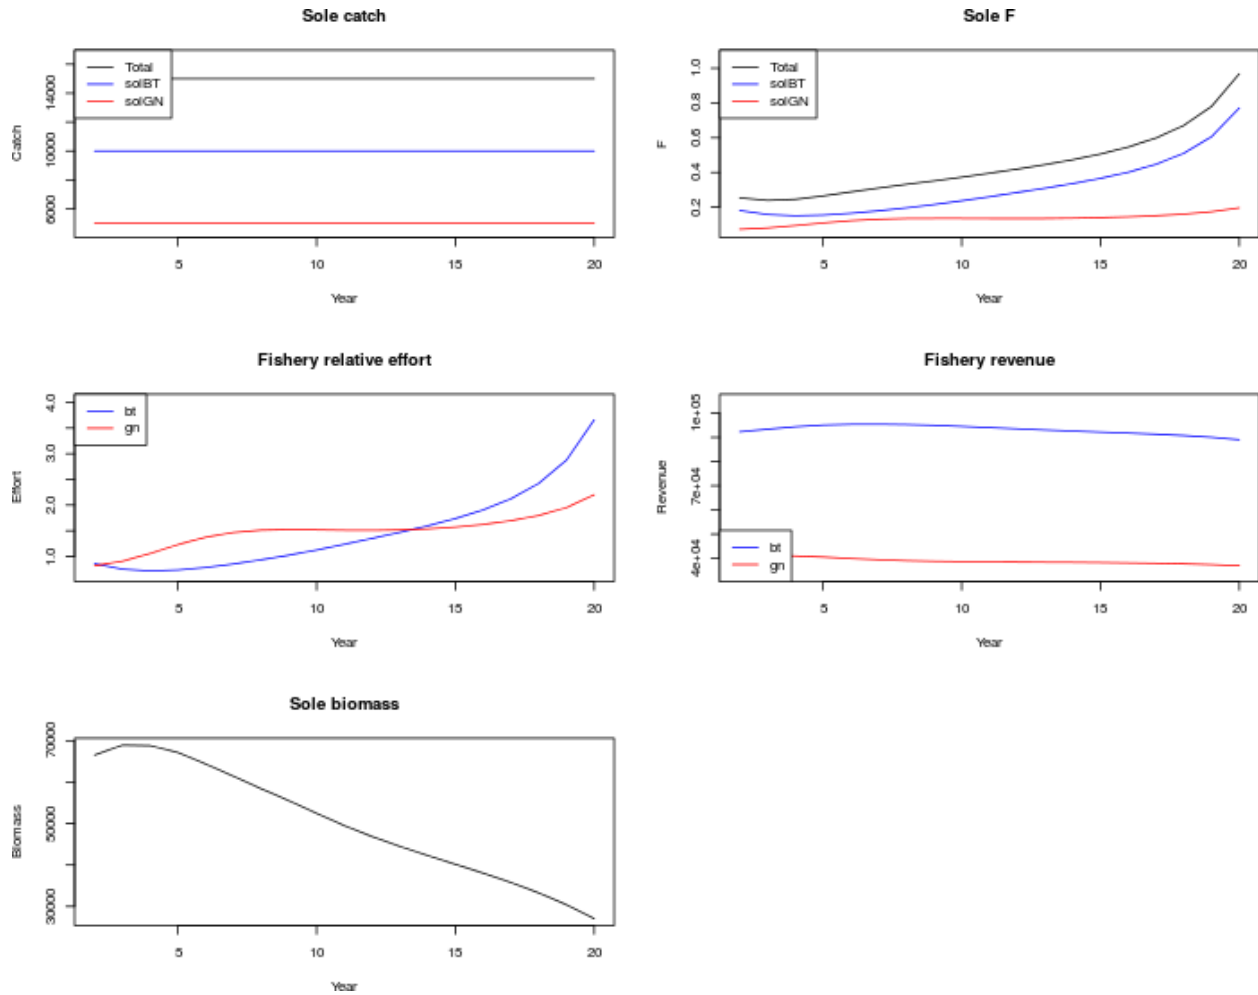 Sole catch
Total
solBT
solGN
6000
10000
14000
Catch
5 10 15 20
Year
Sole F
Total
solBT
solGN
0.2 0.4 0.6 0.8 1.0
F
5 10 15 20
Year
Fishery relative effort
bt
gn
1.0 2.0 3.0 4.0
Effort
5 10 15 20
Year
Fishery revenue
bt
gn
4e+04 7e+04 1e+05
Revenue
5 10 15 20
Year
Sole biomass
30000 50000 70000
Biomass
5 10 15 20
Year